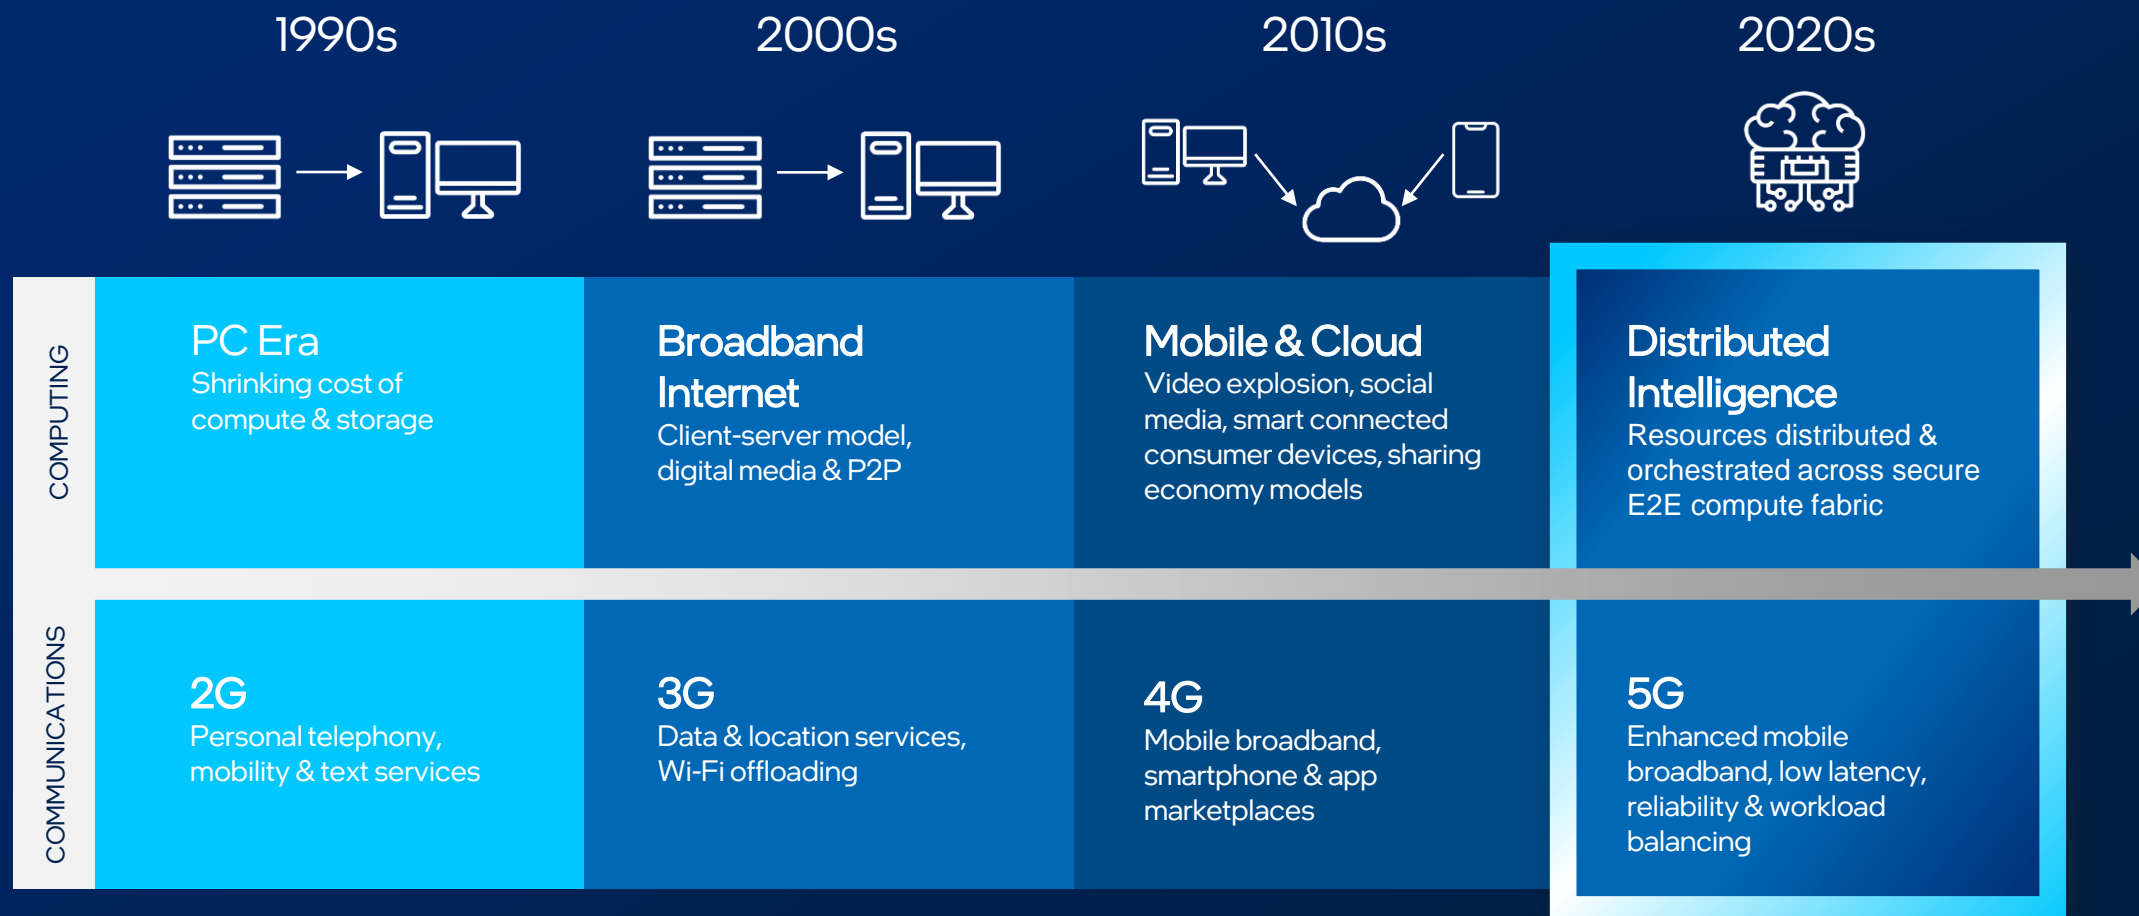 1990s
2000s
2010s
2020s
COMPUTING
PC Era
Shrinking cost of
compute & storage
Broadband
Internet
Client-server model,
digital media & P2P
Mobile & Cloud
Video explosion, social
media, smart connected
consumer devices, sharing
economy models
Distributed
Intelligence
Resources distributed &
orchestrated across secure
E2E compute fabric
COMMUNICATIONS
2G
Personal telephony,
mobility & text services
3G
Data & location services,
Wi-Fi offloading
4G
Mobile broadband,
smartphone & app
marketplaces
5G
Enhanced mobile
broadband, low latency,
reliability & workload
balancing